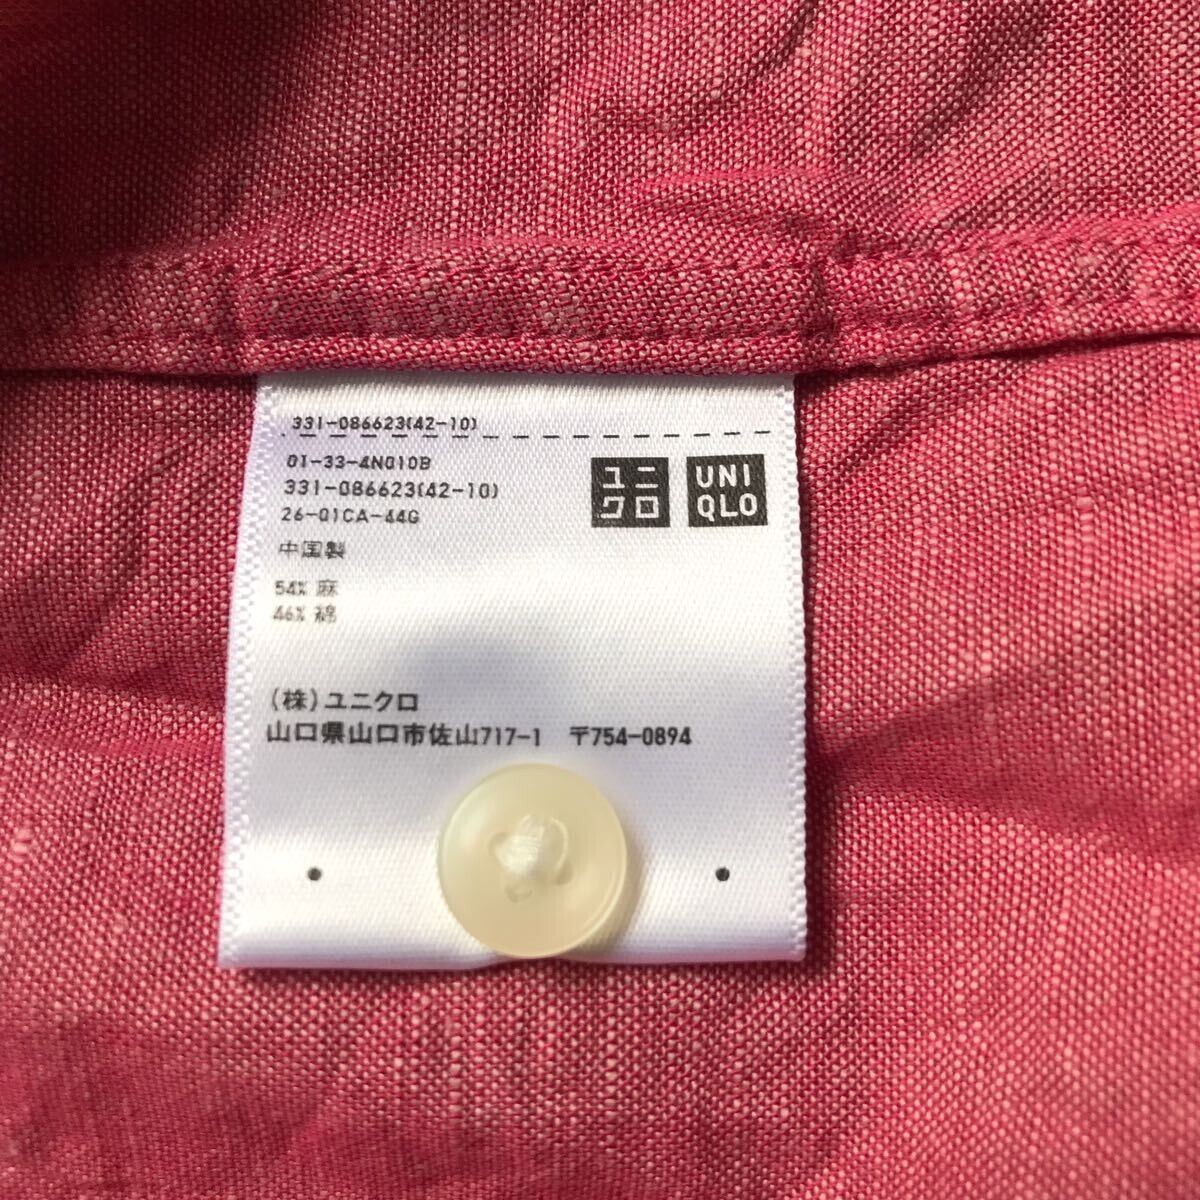 331-086623(42-10)
01-33-4N010B
331-086623(42-10)
26-01CA-44G
中国製
54% 麻
46% 綿
ユニ
クロ
UNI
QLO
(株)ユニクロ
山口県山口市佐山717-1 〒754-0894